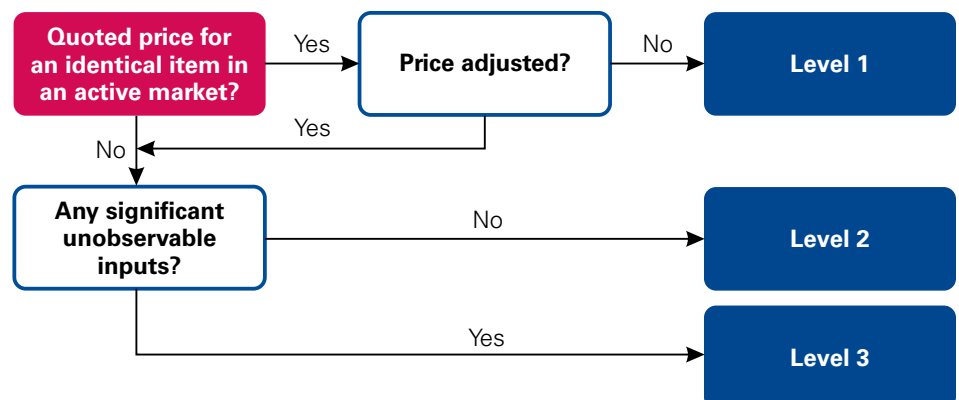 Quoted price for
an identical item in
an active market?
Yes
Price adjusted?
No
Level 1
Yes
No
Any significant
unobservable
inputs?
No
Level 2
Yes
Level 3